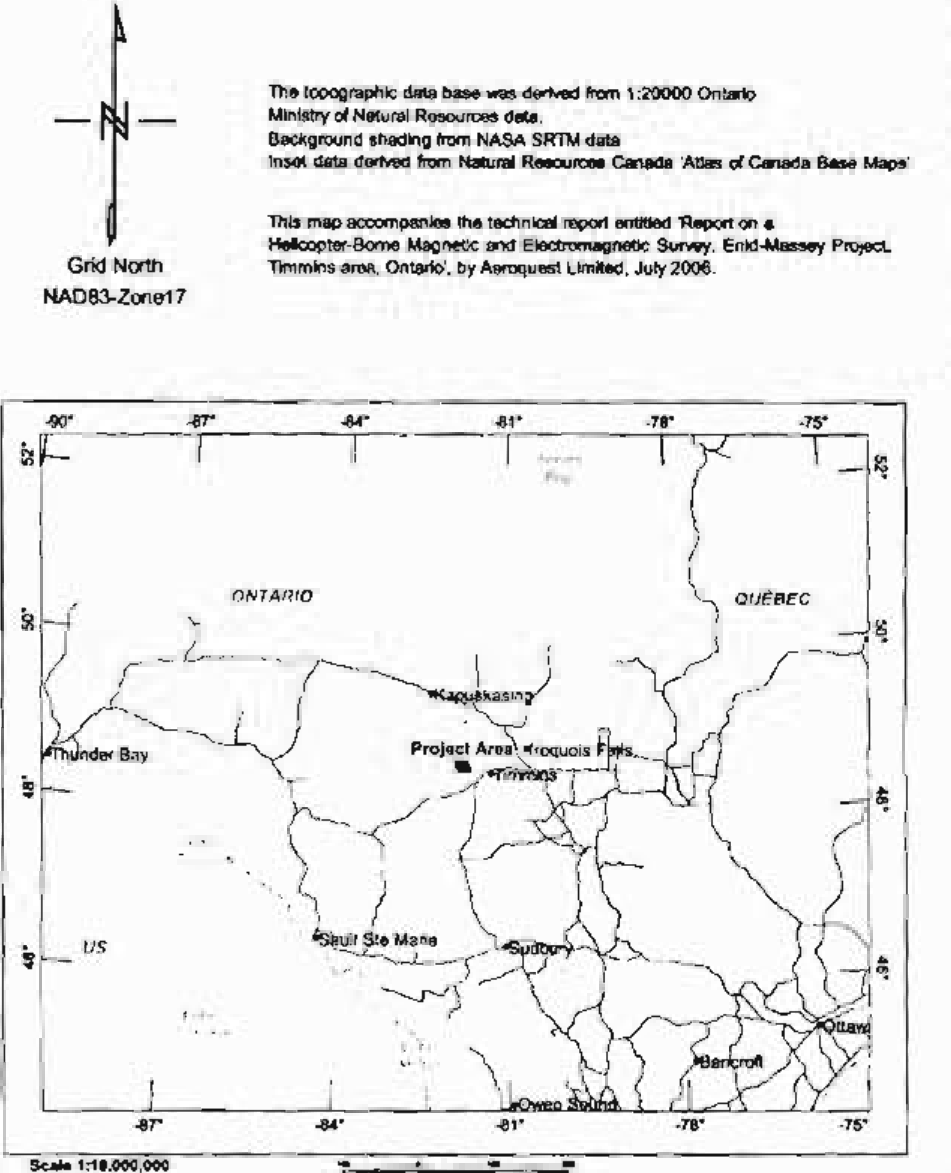 N
Grid North
NAD83-Zone17
The topographic data base was derived from 1:20000 Ontario
Ministry of Natural Resources data.
Background shading from NASA SRTM data
Inset data derived from Natural Resources Canada 'Atlas of Canada Base Maps'
This map accompanies the technical report entitled 'Report on a
Helicopter-Borne Magnetic and Electromagnetic Survey, Enid-Massey Project,
Timmins area, Ontario', by Aeroquest Limited, July 2006.
-90° -87° -84° -81° -78° -75°
52° 52°
ONTARIO QUÉBEC
50° 50°
Kapuskasing
Project Area Iroquois Falls
Thunder Bay
Timmins
48° 48°
Sault Ste Marie
Sudbury
US
46° 46°
Ottawa
Bancroft
Owen Sound
-87° -84° -81° -78° -75°